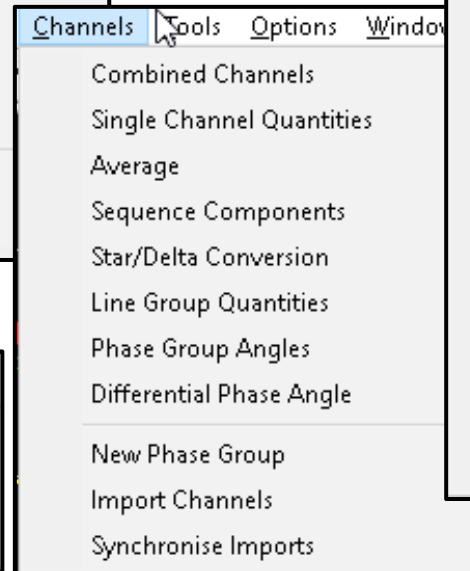 Channels Tools Options
Combined Channels
Single Channel Quantities
Average
Sequence Components
Star/Delta Conversion
Line Group Quantities
Phase Group Angles
Differential Phase Angle
New Phase Group
Import Channels
Synchronise Imports